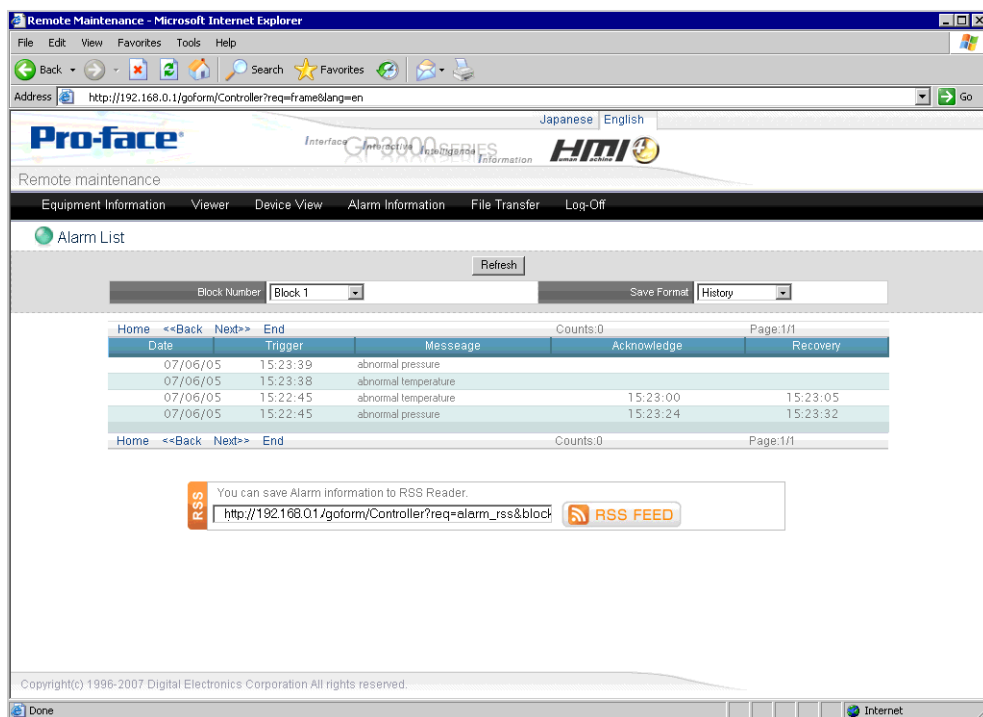 Remote Maintenance - Microsoft Internet Explorer
File Edit View Favorites Tools Help
Back Search Favorites
Address http://192.168.0.1/goform/Controller?req=frame&lang=en Go
Japanese English
Pro-face
Interface Interactive Intelligence Information
GP3000 SERIES
HMI
Human Machine
Remote maintenance
Equipment Information Viewer Device View Alarm Information File Transfer Log-Off
Alarm List
Refresh
Block Number Block 1 Save Format History
Home <<Back Next>> End Counts:0 Page:1/1
Date Trigger Messeage Acknowledge Recovery
07/06/05 15:23:39 abnormal pressure
07/06/05 15:23:38 abnormal temperature
07/06/05 15:22:45 abnormal temperature 15:23:00 15:23:05
07/06/05 15:22:45 abnormal pressure 15:23:24 15:23:32
Home <<Back Next>> End Counts:0 Page:1/1
RSS
You can save Alarm information to RSS Reader.
http://192.168.0.1/goform/Controller?req=alarm_rss&block
RSS FEED
Copyright(c) 1996-2007 Digital Electronics Corporation All rights reserved.
Done Internet